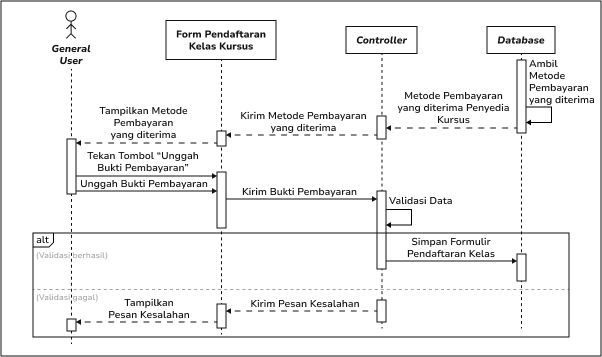 General
User
Form Pendaftaran
Kelas Kursus
Controller
Database
Ambil
Metode
Pembayaran
yang diterima
Metode Pembayaran
yang diterima Penyedia
Kursus
Kirim Metode Pembayaran
yang diterima
Tampilkan Metode
Pembayaran
yang diterima
Tekan Tombol “Unggah
Bukti Pembayaran”
Unggah Bukti Pembayaran
Kirim Bukti Pembayaran
Validasi Data
alt
(Validasi berhasil)
Simpan Formulir
Pendaftaran Kelas
(Validasi gagal)
Tampilkan
Pesan Kesalahan
Kirim Pesan Kesalahan